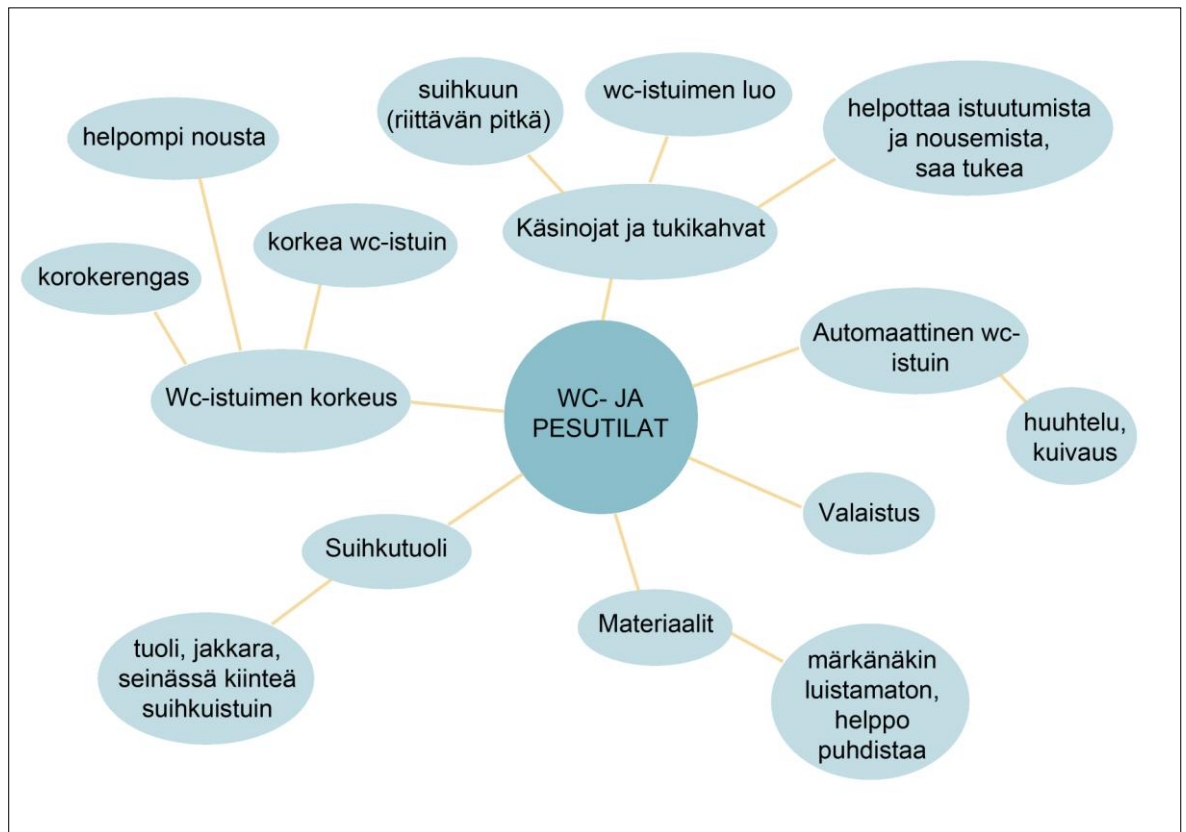 suihkuun
(riittävän pitkä)
wc-istuimen luo
helpottaa istuutumista
ja nousemista,
saa tukea
helpompi nousta
Käsinojat ja tukikahvat
korkea wc-istuin
korokerengas
Automaattinen wc-
istuin
Wc-istuimen korkeus
WC- JA
PESUTILAT
huuhtelu,
kuivaus
Valaistus
Suihkutuoli
Materiaalit
tuoli, jakkara,
seinässä kiinteä
suihkuistuin
märkänäkin
luistamaton,
helppo
puhdistaa